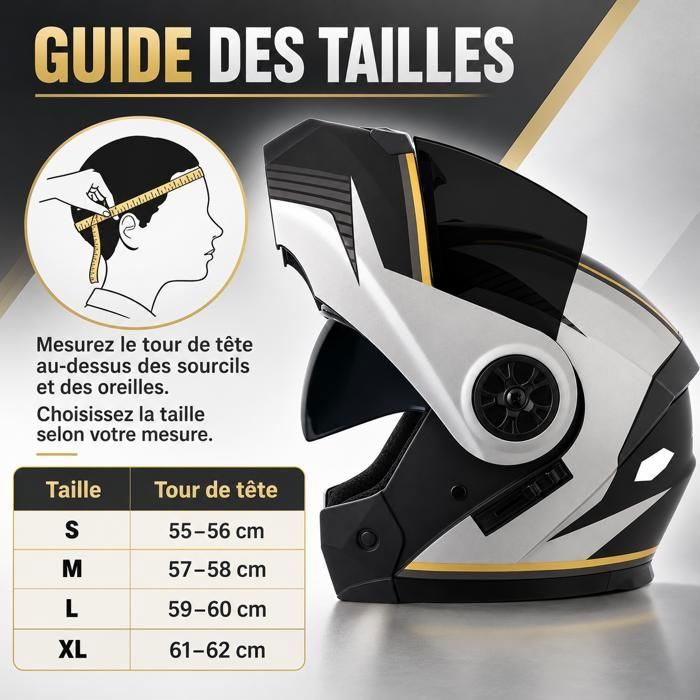 GUIDE DES TAILLES
Mesurez le tour de tête
au-dessus des sourcils
et des oreilles.
Choisissez la taille
selon votre mesure.
Taille Tour de tête
S 55–56 cm
M 57–58 cm
L 59–60 cm
XL 61–62 cm